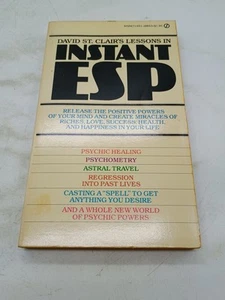 DAVID ST. CLAIR'S LESSONS IN
INSTANT
ESP
RELEASE THE POSITIVE POWERS
OF YOUR MIND AND CREATE MIRACLES OF
RICHES, LOVE, SUCCESS, HEALTH,
AND HAPPINESS IN YOUR LIFE
PSYCHIC HEALING
PSYCHOMETRY
ASTRAL TRAVEL
REGRESSION
INTO PAST LIVES
CASTING A "SPELL" TO GET
ANYTHING YOU DESIRE
AND A WHOLE NEW WORLD
OF PSYCHIC POWERS